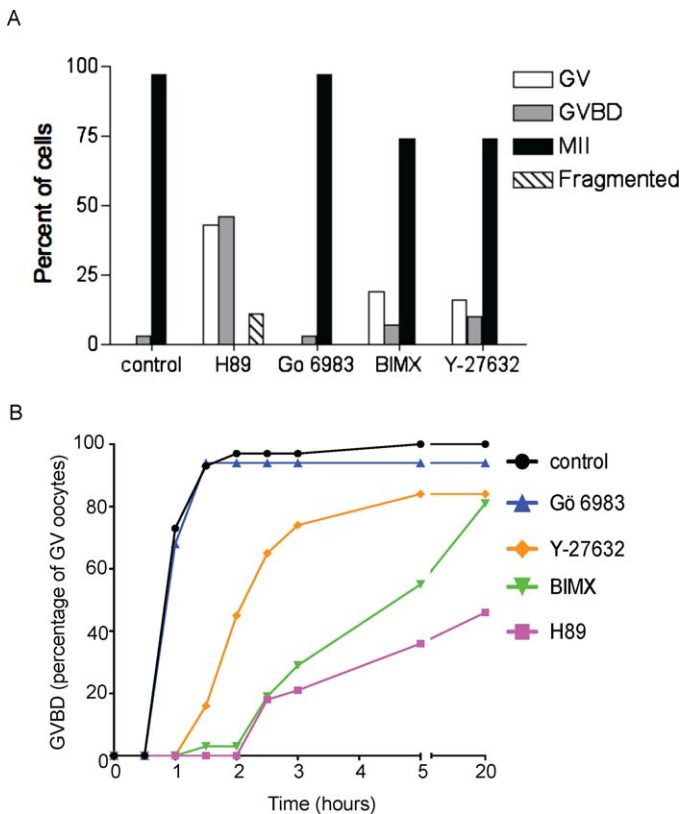 A
Percent of cells
100
75
50
25
0
control H89 Go 6983 BIMX Y-27632
GV
GVBD
MII
Fragmented
B
GVBD (percentage of GV oocytes)
100
80
60
40
20
0
0 1 2 3 4 5 20
Time (hours)
control
Gö 6983
Y-27632
BIMX
H89